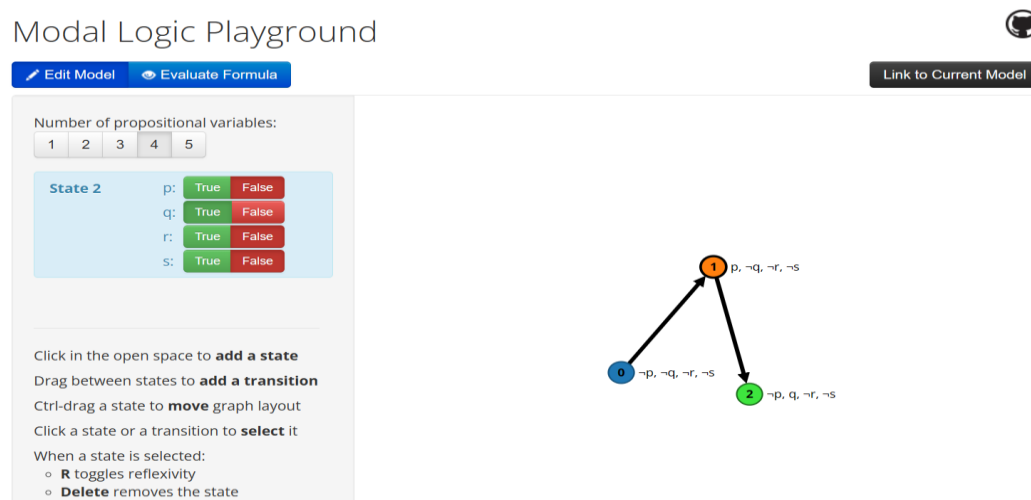 Modal Logic Playground
Edit Model Evaluate Formula Link to Current Model
Number of propositional variables:
1 2 3 4 5
State 2 p: True False
q: True False
r: True False
s: True False
1 p, ¬q, ¬r, ¬s
0 ¬p, ¬q, ¬r, ¬s
2 ¬p, q, ¬r, ¬s
Click in the open space to add a state
Drag between states to add a transition
Ctrl-drag a state to move graph layout
Click a state or a transition to select it
When a state is selected:
R toggles reflexivity
Delete removes the state